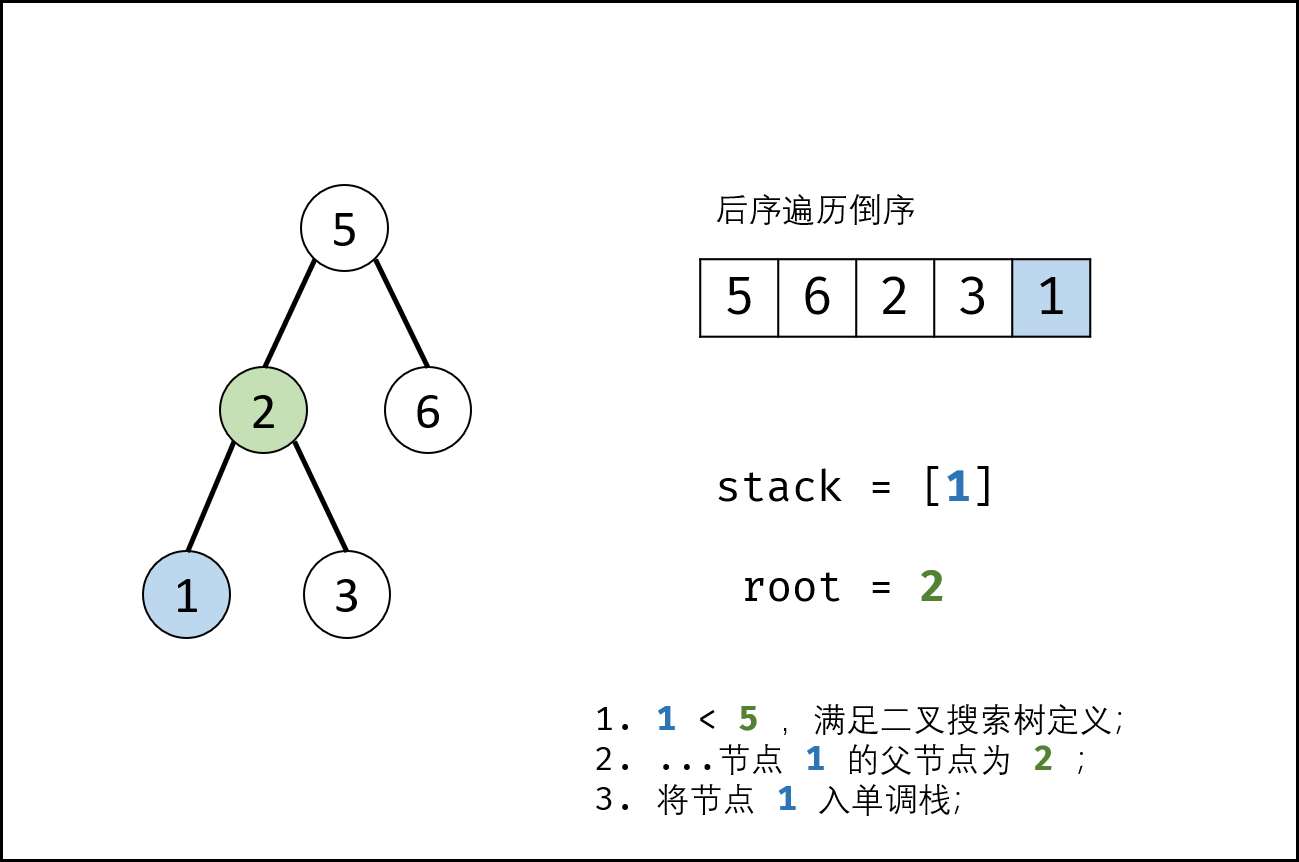 后序遍历倒序
5
5 6 2 3 1
2 6
stack = [1]
1 3
root = 2
1. 1 < 5 , 满足二叉搜索树定义;
2. ...节点 1 的父节点为 2 ;
3. 将节点 1 入单调栈;